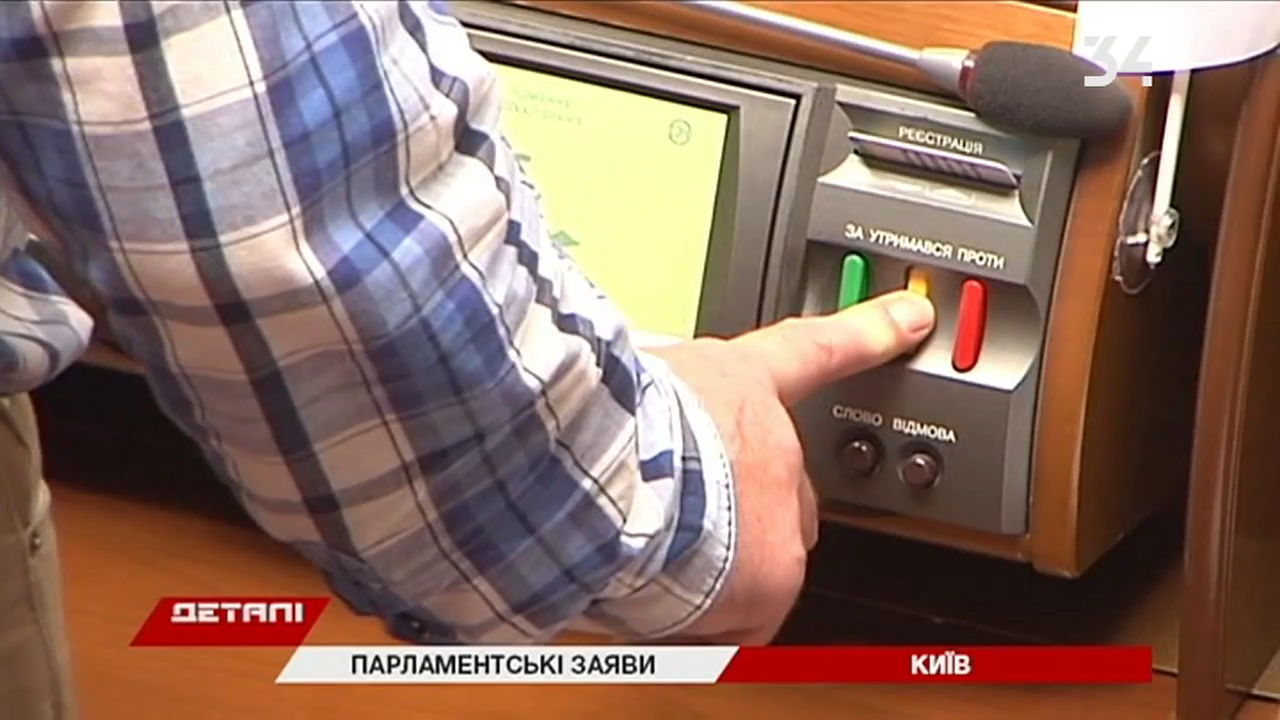 34
РЕЄСТРАЦІЯ
ЗА УТРИМАВСЯ ПРОТИ
СЛОВО ВІДМОВА
ДЕТАЛІ
ПАРЛАМЕНТСЬКІ ЗАЯВИ
КИЇВ